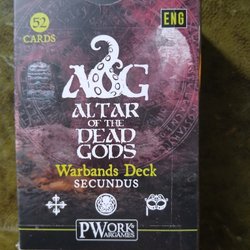 52
CARDS
ENG
A&G
ALTAR
OF THE
DEAD
GODS
Warbands Deck
SECUNDUS
PWORK
WARGAMES